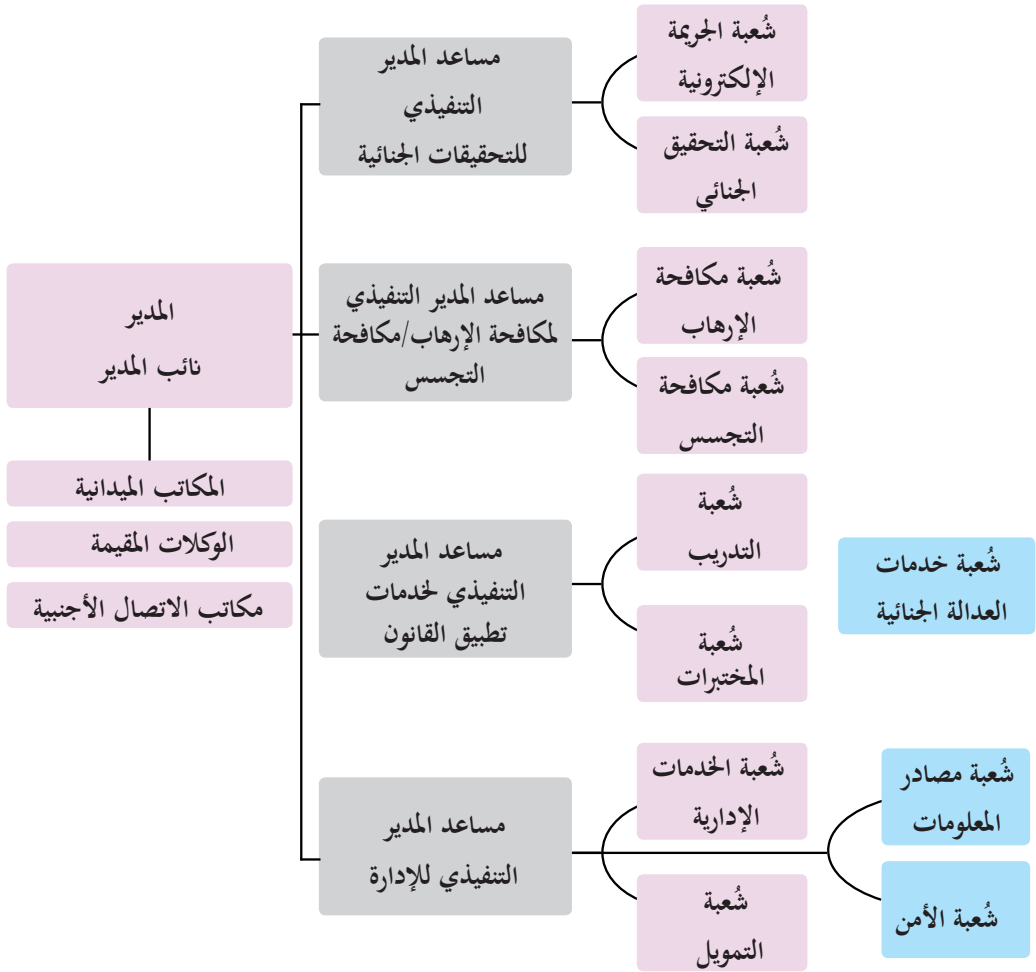 المدير
نائب المدير
المكاتب الميدانية
الوكلات المقيمة
مكاتب الاتصال الأجنبية
مساعد المدير
التنفيذي
للتحقيقات الجنائية
شُعبة الجريمة
الإلكترونية
شُعبة التحقيق
الجنائي
مساعد المدير التنفيذي
لمكافحة الإرهاب/مكافحة
التجسس
شُعبة مكافحة
الإرهاب
شُعبة مكافحة
التجسس
مساعد المدير
التنفيذي لخدمات
تطبيق القانون
شُعبة
التدريب
شُعبة
المختبرات
شُعبة خدمات
العدالة الجنائية
مساعد المدير
التنفيذي للإدارة
شُعبة الخدمات
الإدارية
شُعبة
التمويل
شُعبة مصادر
المعلومات
شُعبة الأمن